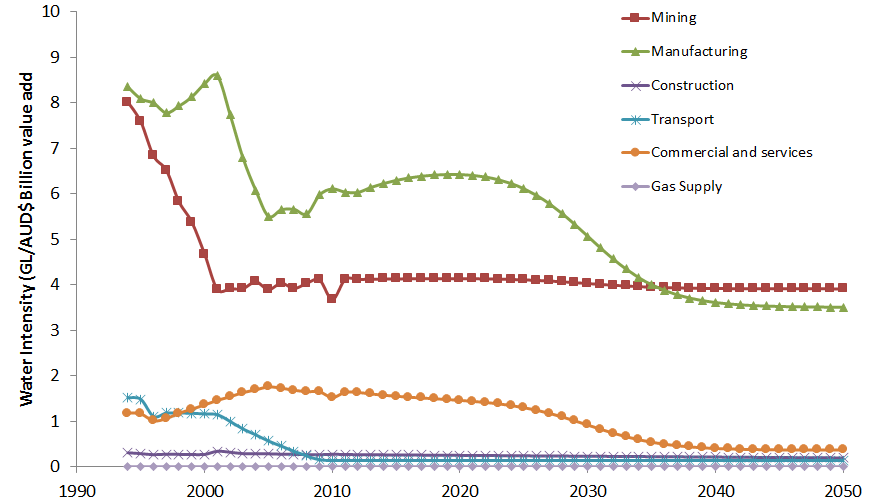 Water Intensity (GL/AUD$ Billion value add
10
9
8
7
6
5
4
3
2
1
0
1990
2000
2010
2020
2030
2040
2050
Mining
Manufacturing
Construction
Transport
Commercial and services
Gas Supply